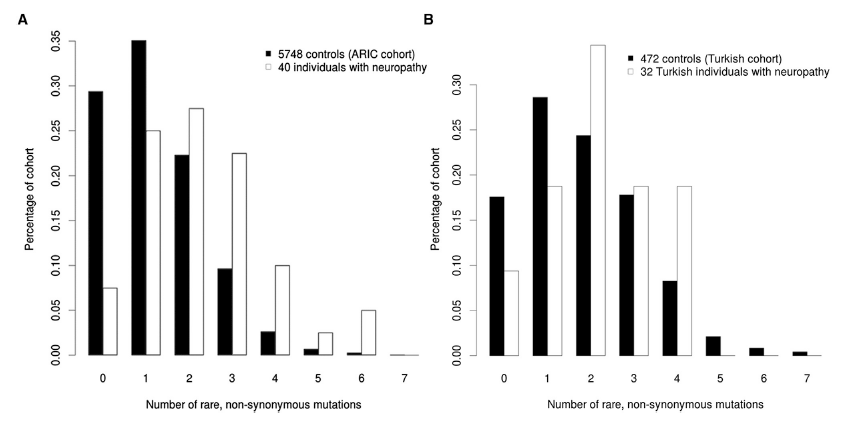 A
Percentage of cohort
0.35
0.30
0.25
0.20
0.15
0.10
0.05
0.00
5748 controls (ARIC cohort)
40 individuals with neuropathy
0 1 2 3 4 5 6 7
Number of rare, non-synonymous mutations
B
Percentage of cohort
0.30
0.25
0.20
0.15
0.10
0.05
0.00
472 controls (Turkish cohort)
32 Turkish individuals with neuropathy
0 1 2 3 4 5 6 7
Number of rare, non-synonymous mutations